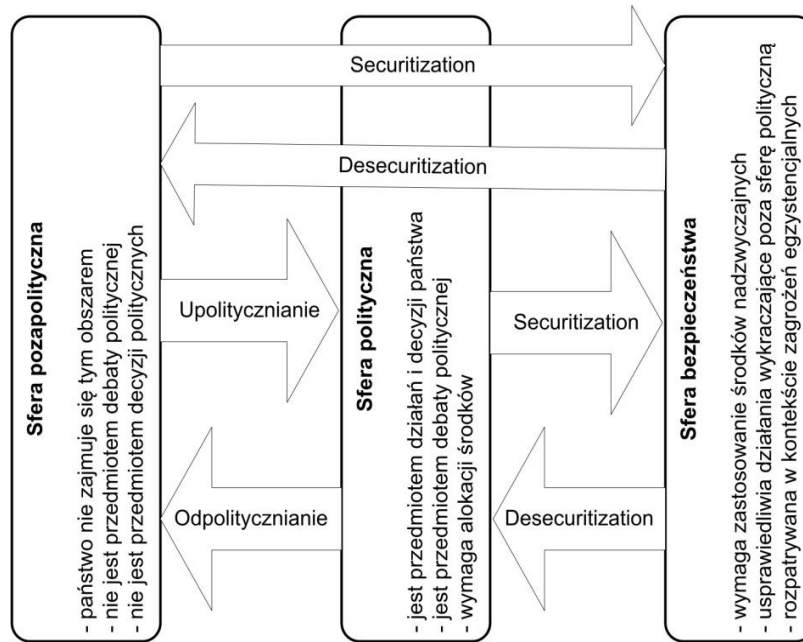 Sfera pozapolityczna
- państwo nie zajmuje się tym obszarem
- nie jest przedmiotem debaty politycznej
- nie jest przedmiotem decyzji politycznych
Securitization
Desecuritization
Upolitycznianie
Odpolitycznianie
Sfera polityczna
- jest przedmiotem działań i decyzji państwa
- jest przedmiotem debaty politycznej
- wymaga alokacji środków
Securitization
Desecuritization
Sfera bezpieczeństwa
- wymaga zastosowanie środków nadzwyczajnych
- usprawiedliwia działania wykraczające poza sferę polityczną
- rozpatrywana w kontekście zagrożeń egzystencjalnych